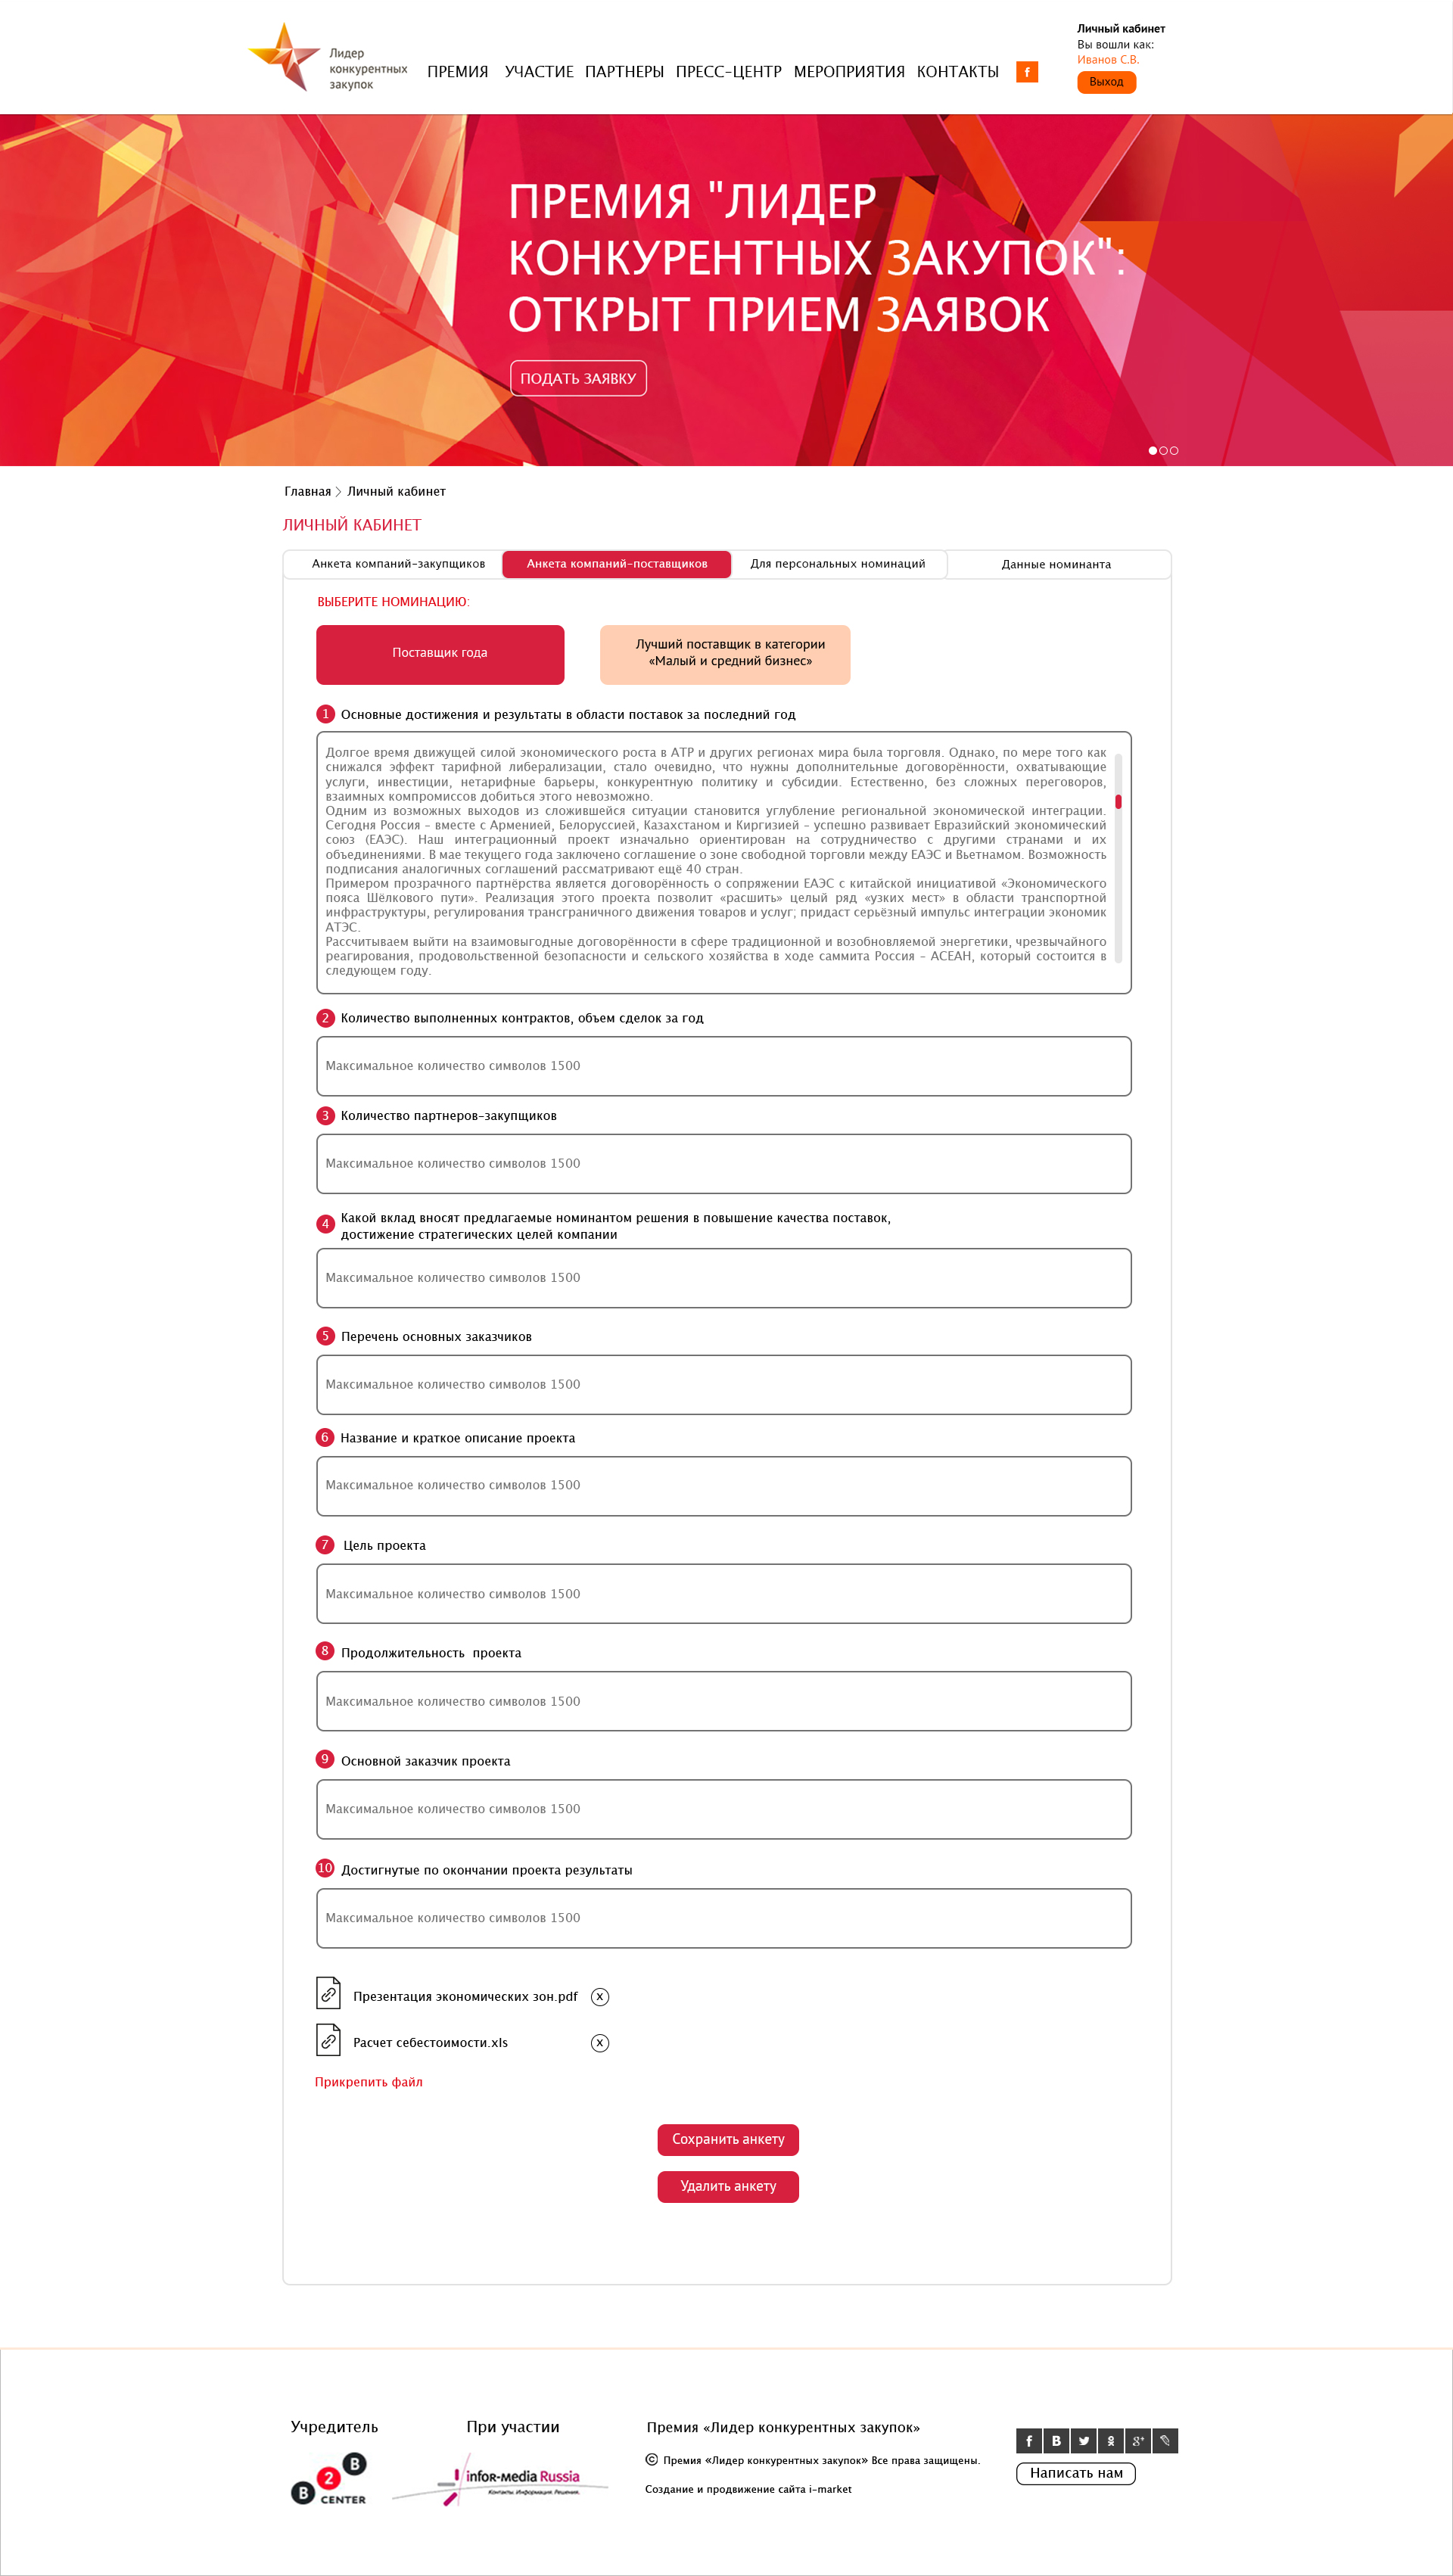 Лидер
конкурентных
закупок
ПРЕМИЯ УЧАСТИЕ ПАРТНЕРЫ ПРЕСС-ЦЕНТР МЕРОПРИЯТИЯ КОНТАКТЫ
f
Личный кабинет
Вы вошли как:
Иванов С.В.
Выход
ПРЕМИЯ "ЛИДЕР
КОНКУРЕНТНЫХ ЗАКУПОК":
ОТКРЫТ ПРИЕМ ЗАЯВОК
ПОДАТЬ ЗАЯВКУ
Главная > Личный кабинет
ЛИЧНЫЙ КАБИНЕТ
Анкета компаний-закупщиков Анкета компаний-поставщиков Для персональных номинаций Данные номинанта
ВЫБЕРИТЕ НОМИНАЦИЮ:
Поставщик года
Лучший поставщик в категории
«Малый и средний бизнес»
1 Основные достижения и результаты в области поставок за последний год
Долгое время движущей силой экономического роста в АТР и других регионах мира была торговля. Однако, по мере того как
снижался эффект тарифной либерализации, стало очевидно, что нужны дополнительные договорённости, охватывающие
услуги, инвестиции, нетарифные барьеры, конкурентную политику и субсидии. Естественно, без сложных переговоров,
взаимных компромиссов добиться этого невозможно.
Одним из возможных выходов из сложившейся ситуации становится углубление региональной экономической интеграции.
Сегодня Россия – вместе с Арменией, Белоруссией, Казахстаном и Киргизией – успешно развивает Евразийский экономический
союз (ЕАЭС). Наш интеграционный проект изначально ориентирован на сотрудничество с другими странами и их
объединениями. В мае текущего года заключено соглашение о зоне свободной торговли между ЕАЭС и Вьетнамом. Возможность
подписания аналогичных соглашений рассматривают ещё 40 стран.
Примером прозрачного партнёрства является договорённость о сопряжении ЕАЭС с китайской инициативой «Экономического
пояса Шёлкового пути». Реализация этого проекта позволит «расшить» целый ряд «узких мест» в области транспортной
инфраструктуры, регулирования трансграничного движения товаров и услуг; придаст серьёзный импульс интеграции экономик
АТЭС.
Рассчитываем выйти на взаимовыгодные договорённости в сфере традиционной и возобновляемой энергетики, чрезвычайного
реагирования, продовольственной безопасности и сельского хозяйства в ходе саммита Россия – АСЕАН, который состоится в
следующем году.
2 Количество выполненных контрактов, объем сделок за год
Максимальное количество символов 1500
3 Количество партнеров-закупщиков
Максимальное количество символов 1500
4 Какой вклад вносят предлагаемые номинантом решения в повышение качества поставок,
достижение стратегических целей компании
Максимальное количество символов 1500
5 Перечень основных заказчиков
Максимальное количество символов 1500
6 Название и краткое описание проекта
Максимальное количество символов 1500
7 Цель проекта
Максимальное количество символов 1500
8 Продолжительность проекта
Максимальное количество символов 1500
9 Основной заказчик проекта
Максимальное количество символов 1500
10 Достигнутые по окончании проекта результаты
Максимальное количество символов 1500
Презентация экономических зон.pdf x
Расчет себестоимости.xls x
Прикрепить файл
Сохранить анкету
Удалить анкету
Учредитель
B 2 B CENTER
При участии
infor-media Russia
Контакты. Информация. Решения.
Премия «Лидер конкурентных закупок»
© Премия «Лидер конкурентных закупок» Все права защищены.
Создание и продвижение сайта i-market
f B g+
Написать нам